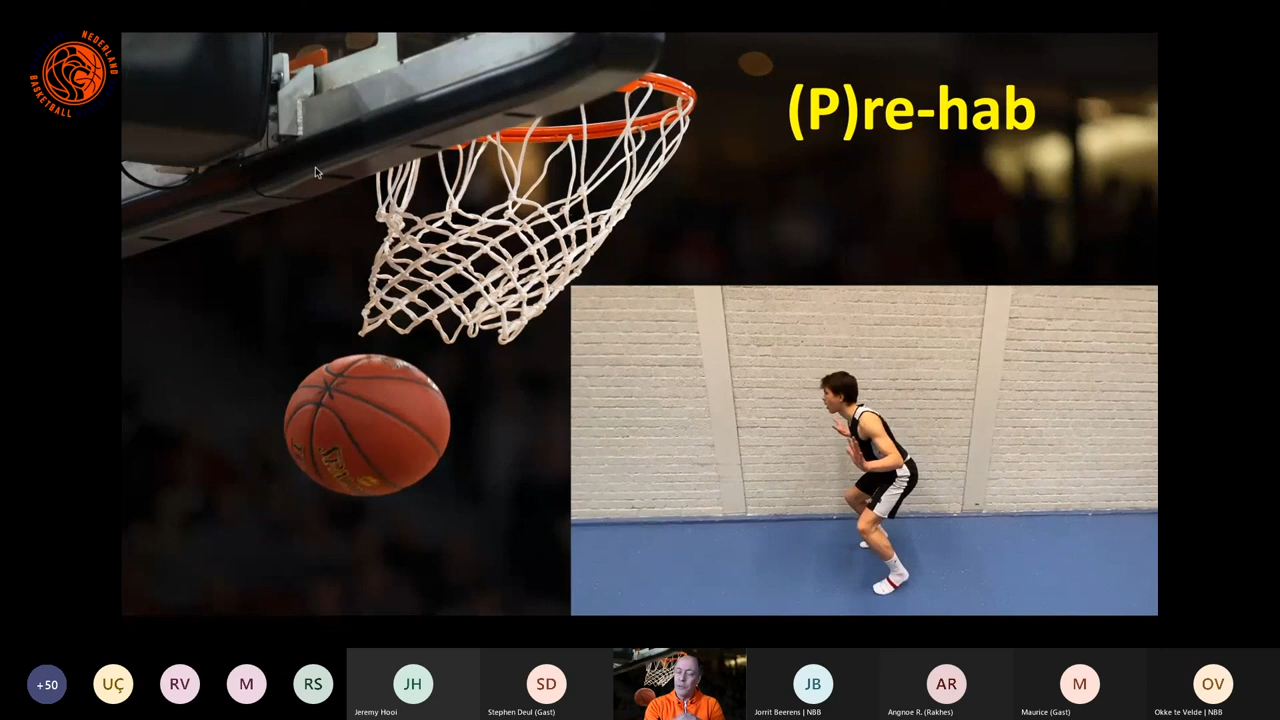 NEDERLAND
BASKETBALL
(P)re-hab
+50
UÇ
RV
M
RS
JH
SD
JB
AR
M
OV
Jeremy Hooi
Stephen Deul (Gast)
Jorrit Beerens | NBB
Angnoe R. (Rakhes)
Maurice (Gast)
Okke te Velde | NBB